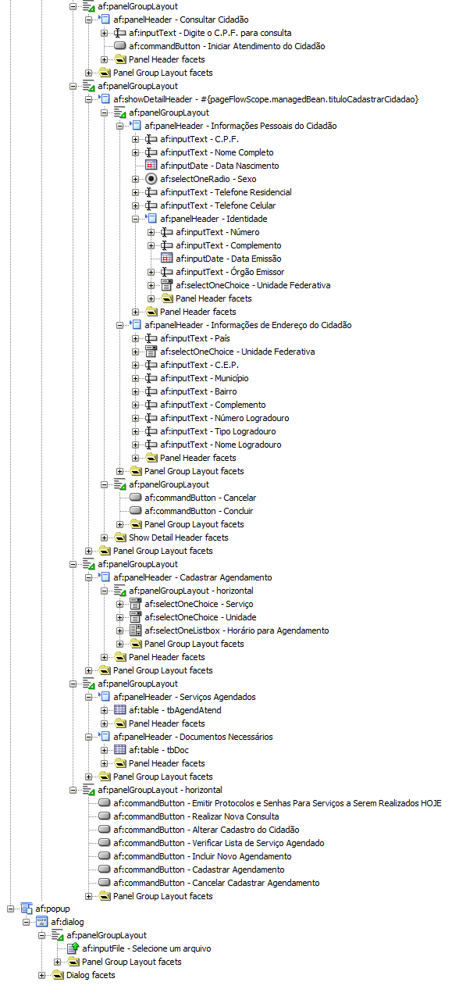 af:panelGroupLayout
af:panelHeader - Consultar Cidadão
af:inputText - Digite o C.P.F. para consulta
af:commandButton - Iniciar Atendimento do Cidadão
Panel Header facets
Panel Group Layout facets
af:panelGroupLayout
af:showDetailHeader - #{pageFlowScope.managedBean.tituloCadastrarCidadao}
af:panelGroupLayout
af:panelHeader - Informações Pessoais do Cidadão
af:inputText - C.P.F.
af:inputText - Nome Completo
af:inputDate - Data Nascimento
af:selectOneRadio - Sexo
af:inputText - Telefone Residencial
af:inputText - Telefone Celular
af:panelHeader - Identidade
af:inputText - Número
af:inputText - Complemento
af:inputDate - Data Emissão
af:inputText - Órgão Emissor
af:selectOneChoice - Unidade Federativa
Panel Header facets
Panel Header facets
af:panelHeader - Informações de Endereço do Cidadão
af:inputText - País
af:selectOneChoice - Unidade Federativa
af:inputText - C.E.P.
af:inputText - Município
af:inputText - Bairro
af:inputText - Complemento
af:inputText - Número Logradouro
af:inputText - Tipo Logradouro
af:inputText - Nome Logradouro
Panel Header facets
Panel Group Layout facets
af:panelGroupLayout
af:commandButton - Cancelar
af:commandButton - Concluir
Panel Group Layout facets
Show Detail Header facets
Panel Group Layout facets
af:panelGroupLayout
af:panelHeader - Cadastrar Agendamento
af:panelGroupLayout - horizontal
af:selectOneChoice - Serviço
af:selectOneChoice - Unidade
af:selectOneListbox - Horário para Agendamento
Panel Group Layout facets
Panel Header facets
Panel Group Layout facets
af:panelGroupLayout
af:panelHeader - Serviços Agendados
af:table - tbAgendAtend
Panel Header facets
af:panelHeader - Documentos Necessários
af:table - tbDoc
Panel Header facets
Panel Group Layout facets
af:panelGroupLayout - horizontal
af:commandButton - Emitir Protocolos e Senhas Para Serviços a Serem Realizados HOJE
af:commandButton - Realizar Nova Consulta
af:commandButton - Alterar Cadastro do Cidadão
af:commandButton - Verificar Lista de Serviço Agendado
af:commandButton - Incluir Novo Agendamento
af:commandButton - Cadastrar Agendamento
af:commandButton - Cancelar Cadastrar Agendamento
Panel Group Layout facets
af:popup
af:dialog
af:panelGroupLayout
af:inputFile - Selecione um arquivo
Panel Group Layout facets
Dialog facets